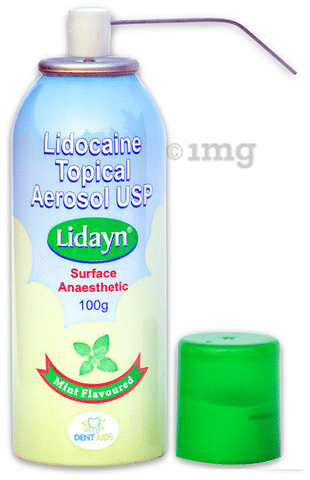 Lidocaine
Topical
Aerosol USP
Lidayn®
Surface
Anaesthetic
100g
Mint Flavoured
DENT AIDS
1mg